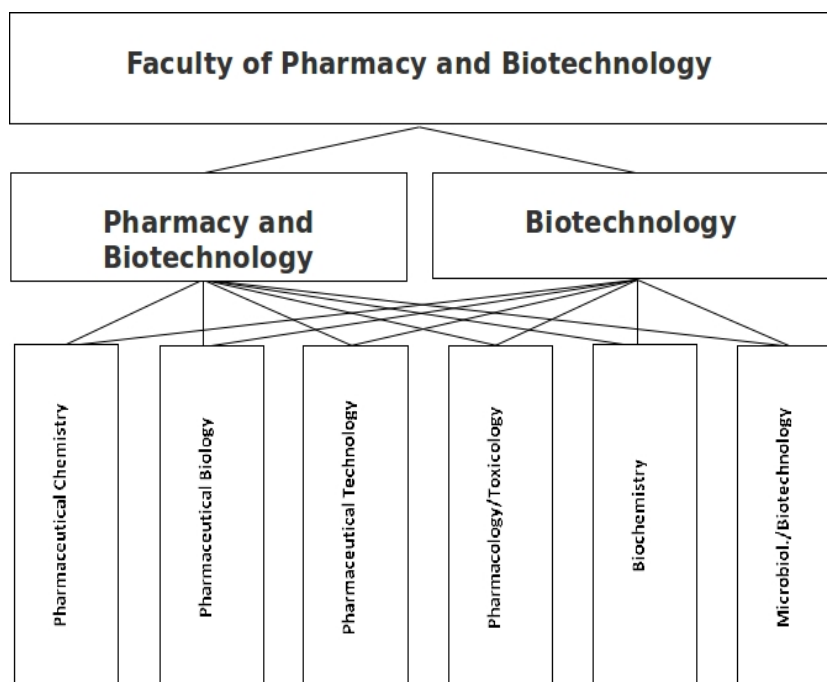 Faculty of Pharmacy and Biotechnology
Pharmacy and
Biotechnology
Biotechnology
Pharmaceutical Chemistry
Pharmaceutical Biology
Pharmaceutical Technology
Pharmacology/Toxicology
Biochemistry
Microbiol./Biotechnology